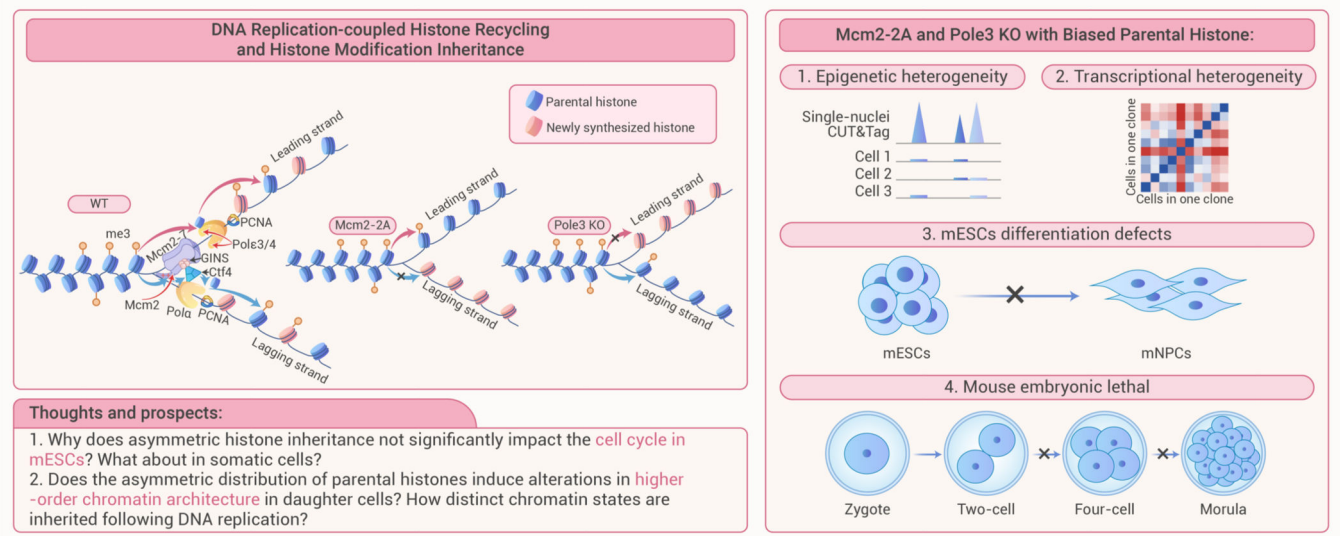 DNA Replication-coupled Histone Recycling
and Histone Modification Inheritance
Parental histone
Newly synthesized histone
WT
me3
Mcm2-7
Leading strand
PCNA
Pols3/4
GINS
Ctf4
Mcm2
Polα
PCNA
Lagging strand
Mcm2-2A
Leading strand
Lagging strand
Pole3 KO
Leading strand
Lagging strand
Thoughts and prospects:
1. Why does asymmetric histone inheritance not significantly impact the cell cycle in
mESCs? What about in somatic cells?
2. Does the asymmetric distribution of parental histones induce alterations in higher
-order chromatin architecture in daughter cells? How distinct chromatin states are
inherited following DNA replication?
Mcm2-2A and Pole3 KO with Biased Parental Histone:
1. Epigenetic heterogeneity
Single-nuclei
CUT&Tag
Cell 1
Cell 2
Cell 3
2. Transcriptional heterogeneity
Cells in one clone
Cells in one clone
3. mESCs differentiation defects
mESCs
mNPCs
4. Mouse embryonic lethal
Zygote
Two-cell
Four-cell
Morula